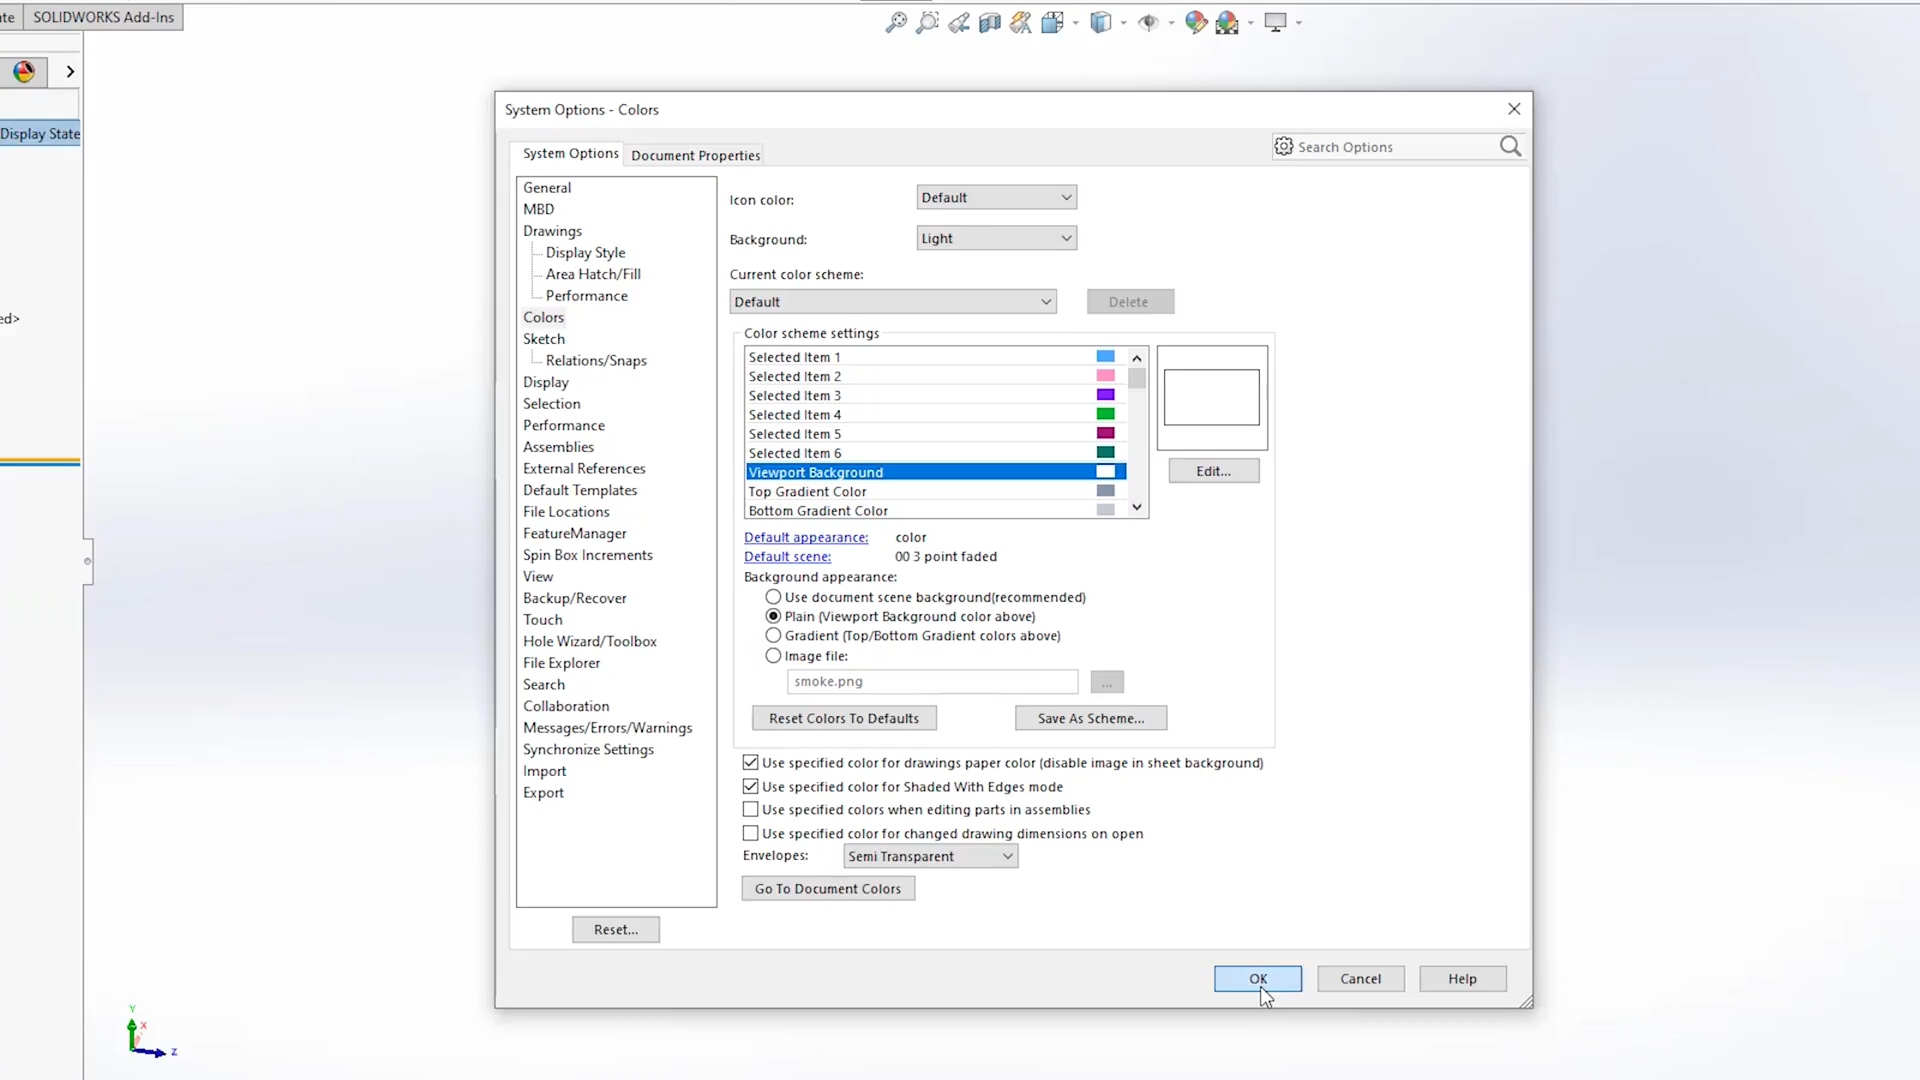 te
SOLIDWORKS Add-Ins
Display State
ed>
System Options - Colors
System Options
Document Properties
Search Options
General
MBD
Drawings
Display Style
Area Hatch/Fill
Performance
Colors
Sketch
Relations/Snaps
Display
Selection
Performance
Assemblies
External References
Default Templates
File Locations
FeatureManager
Spin Box Increments
View
Backup/Recover
Touch
Hole Wizard/Toolbox
File Explorer
Search
Collaboration
Messages/Errors/Warnings
Synchronize Settings
Import
Export
Reset...
Icon color:
Default
Background:
Light
Current color scheme:
Default
Delete
Color scheme settings
Selected Item 1
Selected Item 2
Selected Item 3
Selected Item 4
Selected Item 5
Selected Item 6
Viewport Background
Top Gradient Color
Bottom Gradient Color
Edit...
Default appearance: color
Default scene: 00 3 point faded
Background appearance:
Use document scene background(recommended)
Plain (Viewport Background color above)
Gradient (Top/Bottom Gradient colors above)
Image file:
smoke.png
...
Reset Colors To Defaults
Save As Scheme...
Use specified color for drawings paper color (disable image in sheet background)
Use specified color for Shaded With Edges mode
Use specified colors when editing parts in assemblies
Use specified color for changed drawing dimensions on open
Envelopes:
Semi Transparent
Go To Document Colors
OK
Cancel
Help
Y
X
Z